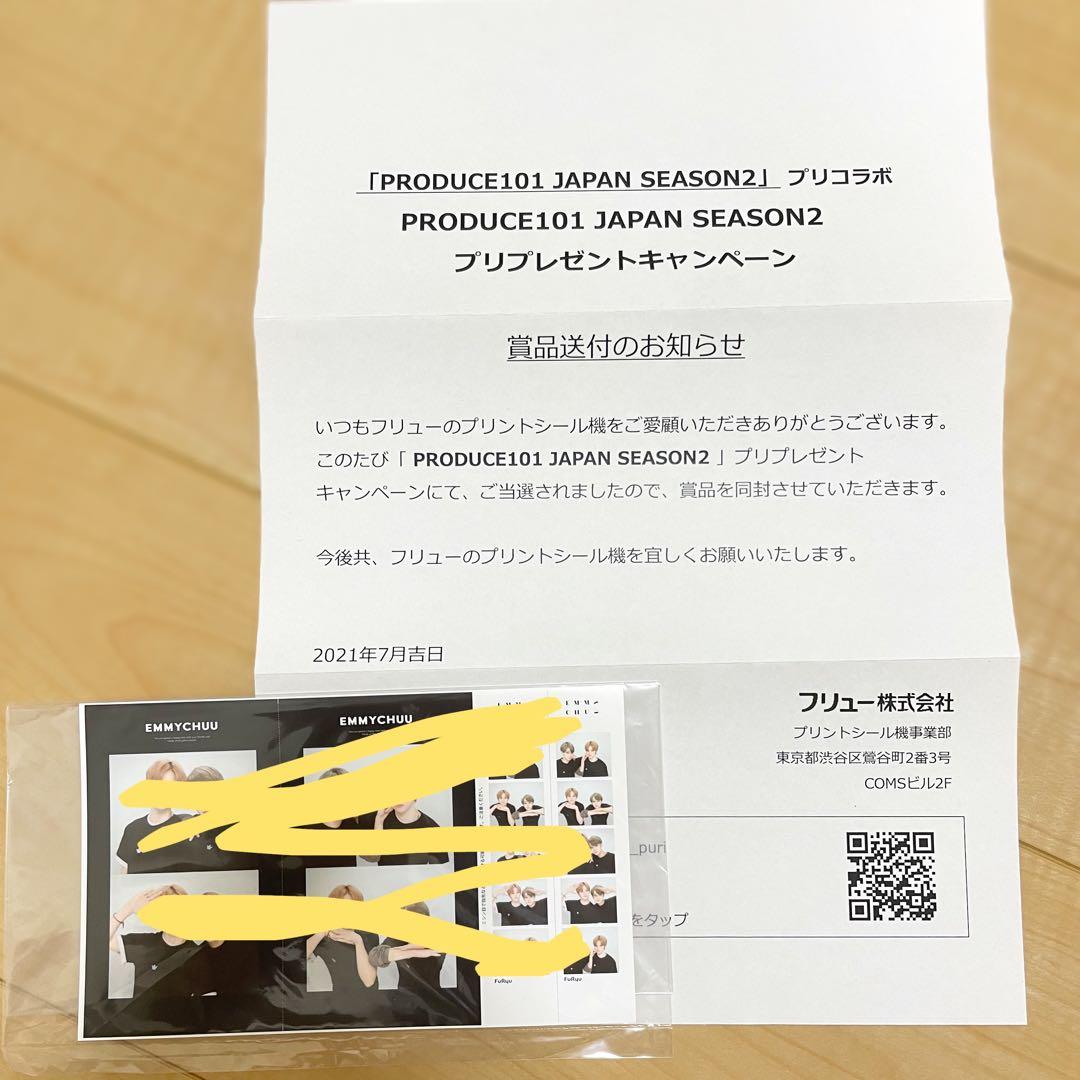 「PRODUCE101 JAPAN SEASON2」 プリコラボ
PRODUCE101 JAPAN SEASON2
プリプレゼントキャンペーン
賞品送付のお知らせ
いつもフリューのプリントシール機をご愛顧いただきありがとうございます。
このたび「 PRODUCE101 JAPAN SEASON2 」プリプレゼント
キャンペーンにて、ご当選されましたので、賞品を同封させていただきます。
今後共、フリューのプリントシール機を宜しくお願いいたします。
2021年7月吉日
フリュー株式会社
プリントシール機事業部
東京都渋谷区鶯谷町2番3号
COMSビル2F
_puri
をタップ
EMMYCHUU
EMMYCHUU
FuRyu
FuRyu